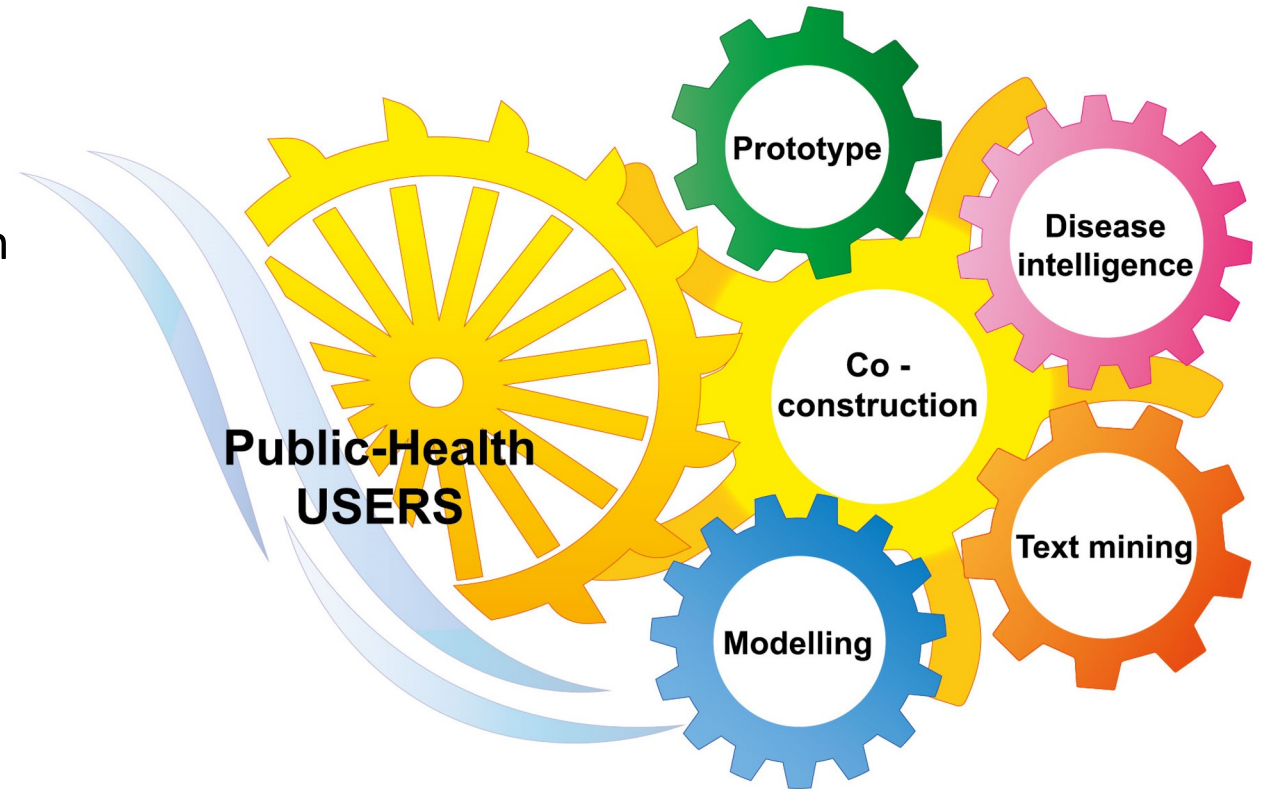 Prototype
Disease
intelligence
n
Co -
construction
Public-Health
USERS
Text mining
Modelling